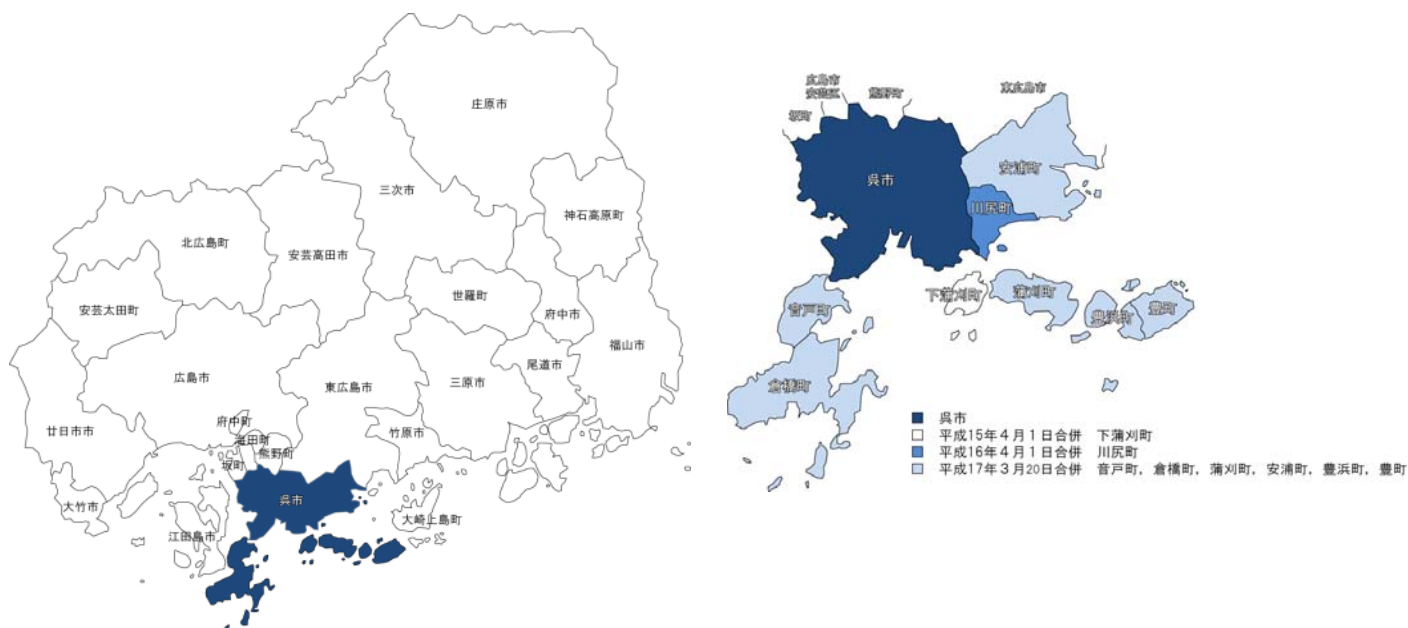 庄原市
三次市
神石高原町
北広島町
安芸高田市
世羅町
安芸太田町
府中市
福山市
尾道市
広島市
東広島市
三原市
府中町
海田町
熊野町
坂町
竹原市
廿日市市
呉市
大竹市
江田島市
大崎上島町
広島市
安芸区
熊野町
東広島市
坂町
安浦町
呉市
川尻町
下蒲刈町
蒲刈町
豊浜町
豊町
音戸町
倉橋町
呉市
平成15年4月1日合併 下蒲刈町
平成16年4月1日合併 川尻町
平成17年3月20日合併 音戸町，倉橋町，蒲刈町，安浦町，豊浜町，豊町